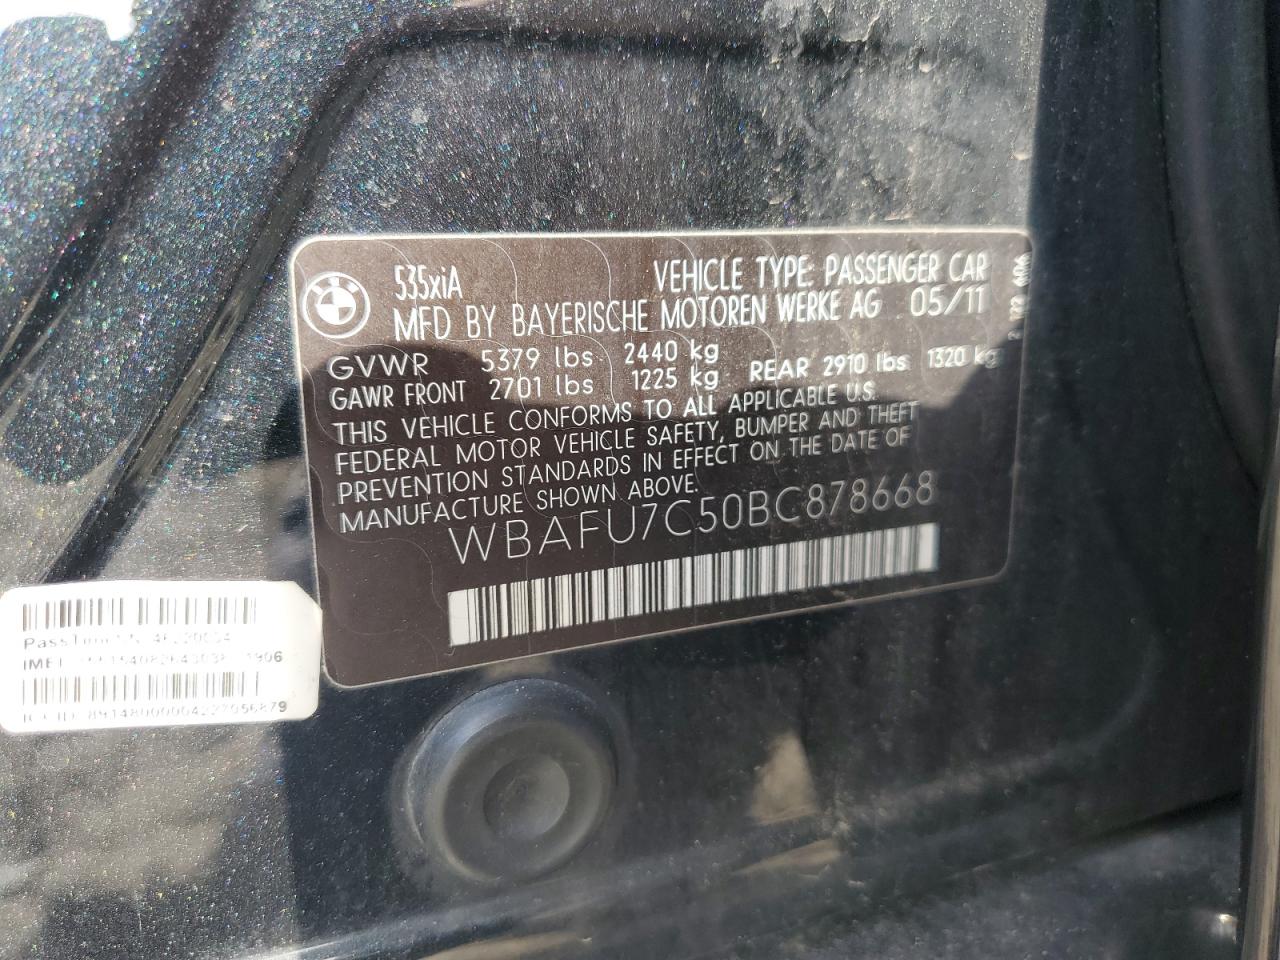 535xiA VEHICLE TYPE: PASSENGER CAR
MFD BY BAYERISCHE MOTOREN WERKE AG 05/11
GVWR 5379 lbs 2440 kg
GAWR FRONT 2701 lbs 1225 kg REAR 2910 lbs 1320 kg
THIS VEHICLE CONFORMS TO ALL APPLICABLE U.S.
FEDERAL MOTOR VEHICLE SAFETY, BUMPER AND THEFT
PREVENTION STANDARDS IN EFFECT ON THE DATE OF
MANUFACTURE SHOWN ABOVE.
WBAFU7C50BC878668
IMEI